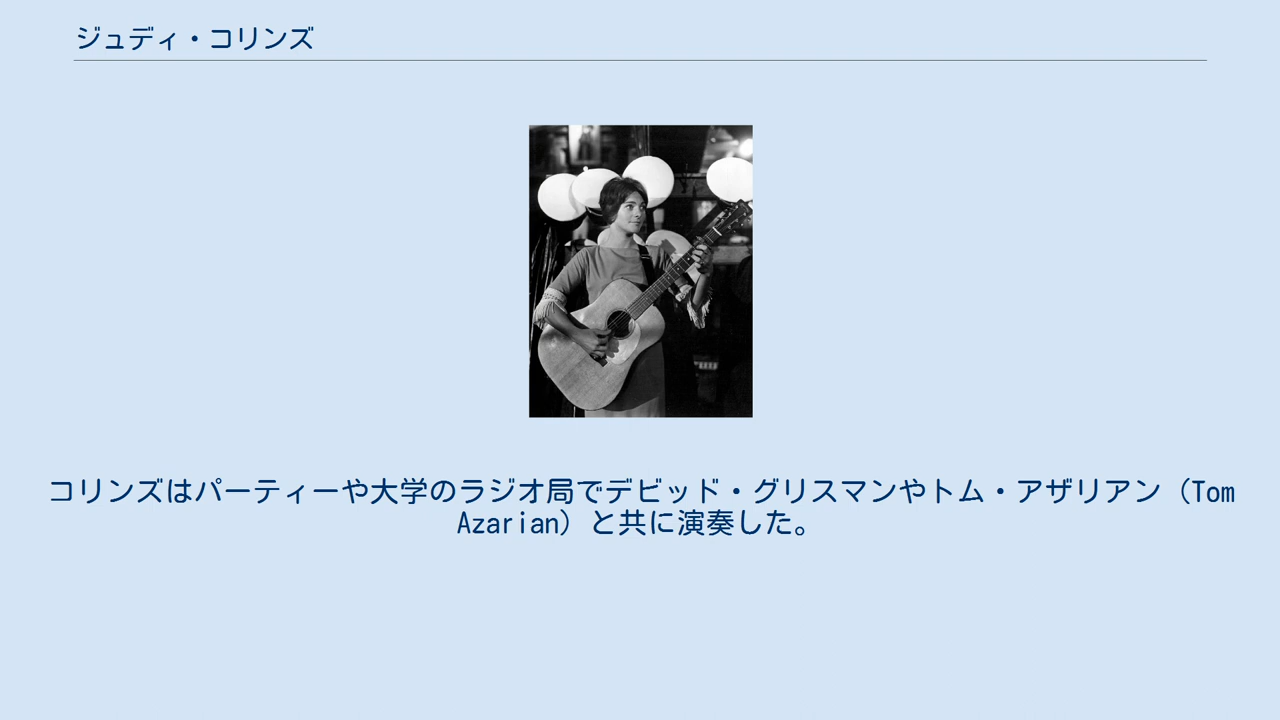 ジュディ・コリンズ
コリンズはパーティーや大学のラジオ局でデビッド・グリスマンやトム・アザリアン（Tom
Azarian）と共に演奏した。